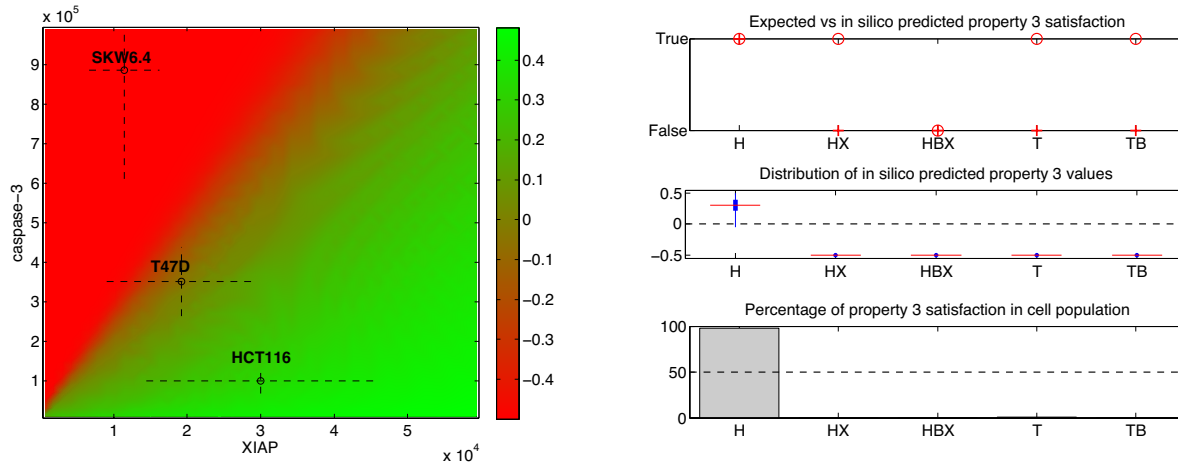 x 10⁵
9
8
7
6
5
4
3
2
1
caspase−3
SKW6.4
T47D
HCT116
1
2
3
4
5
XIAP
x 10⁴
0.4
0.3
0.2
0.1
0
−0.1
−0.2
−0.3
−0.4
Expected vs in silico predicted property 3 satisfaction
True
False
H HX HBX T TB
Distribution of in silico predicted property 3 values
0.5
0
−0.5
H HX HBX T TB
Percentage of property 3 satisfaction in cell population
100
50
0
H HX HBX T TB